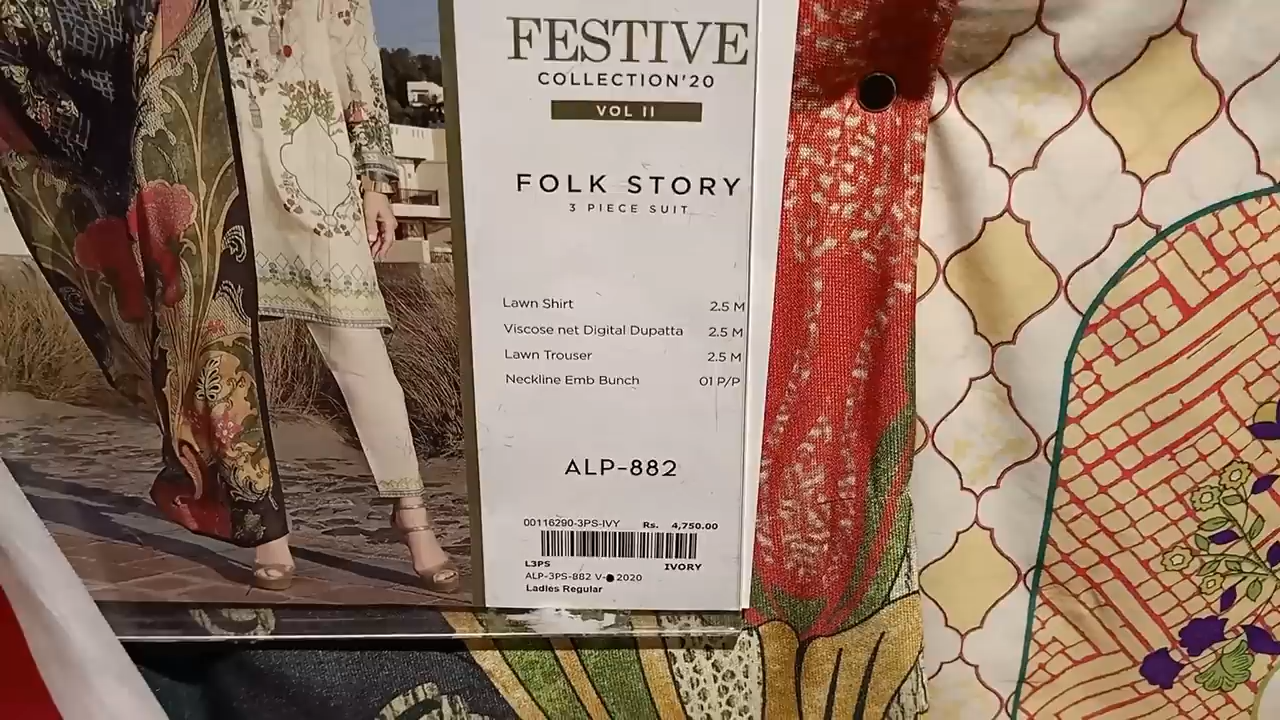 FESTIVE
COLLECTION'20
VOL II
FOLK STORY
3 PIECE SUIT
Lawn Shirt 2.5 M
Viscose net Digital Dupatta 2.5 M
Lawn Trouser 2.5 M
Neckline Emb Bunch 01 P/P
ALP-882
00116290-3PS-IVY Rs. 4,750.00
L3PS IVORY
ALP-3PS-882 V- 2020
Ladies Regular